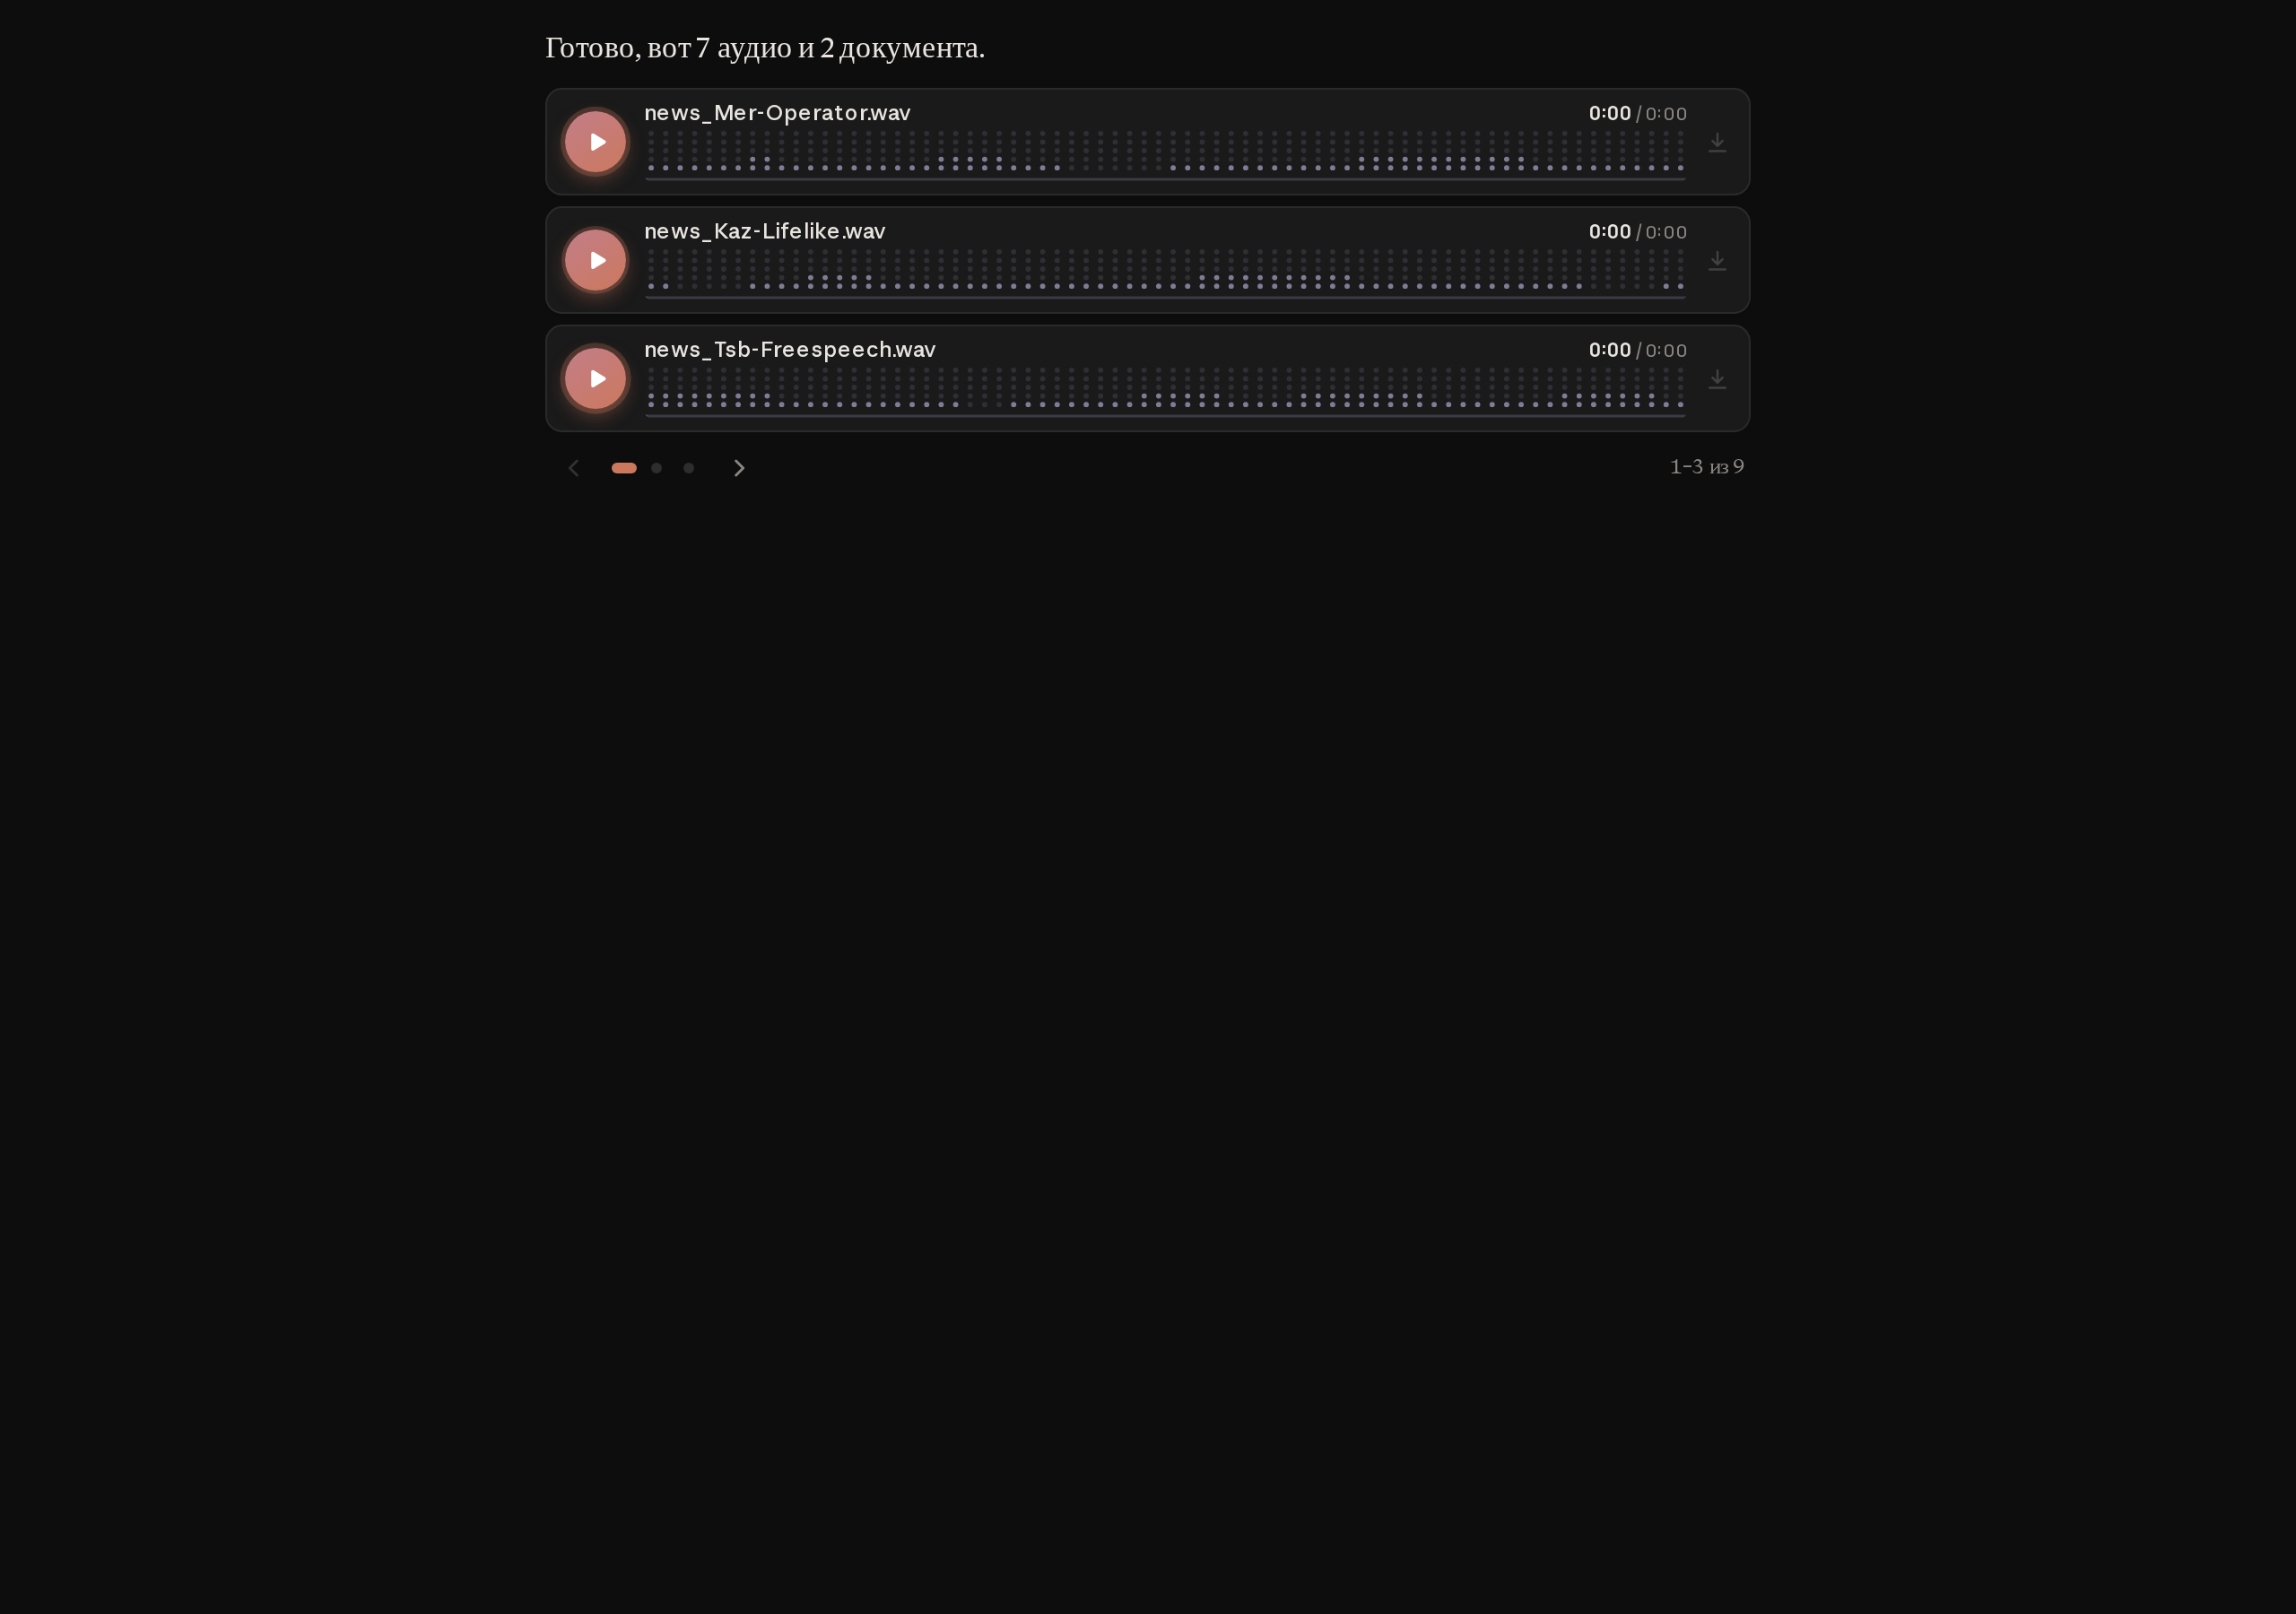 Готово, вот 7 аудио и 2 документа.
news_Mer-Operator.wav 0:00 / 0:00
news_Kaz-Lifelike.wav 0:00 / 0:00
news_Tsb-Freespeech.wav 0:00 / 0:00
1–3 из 9